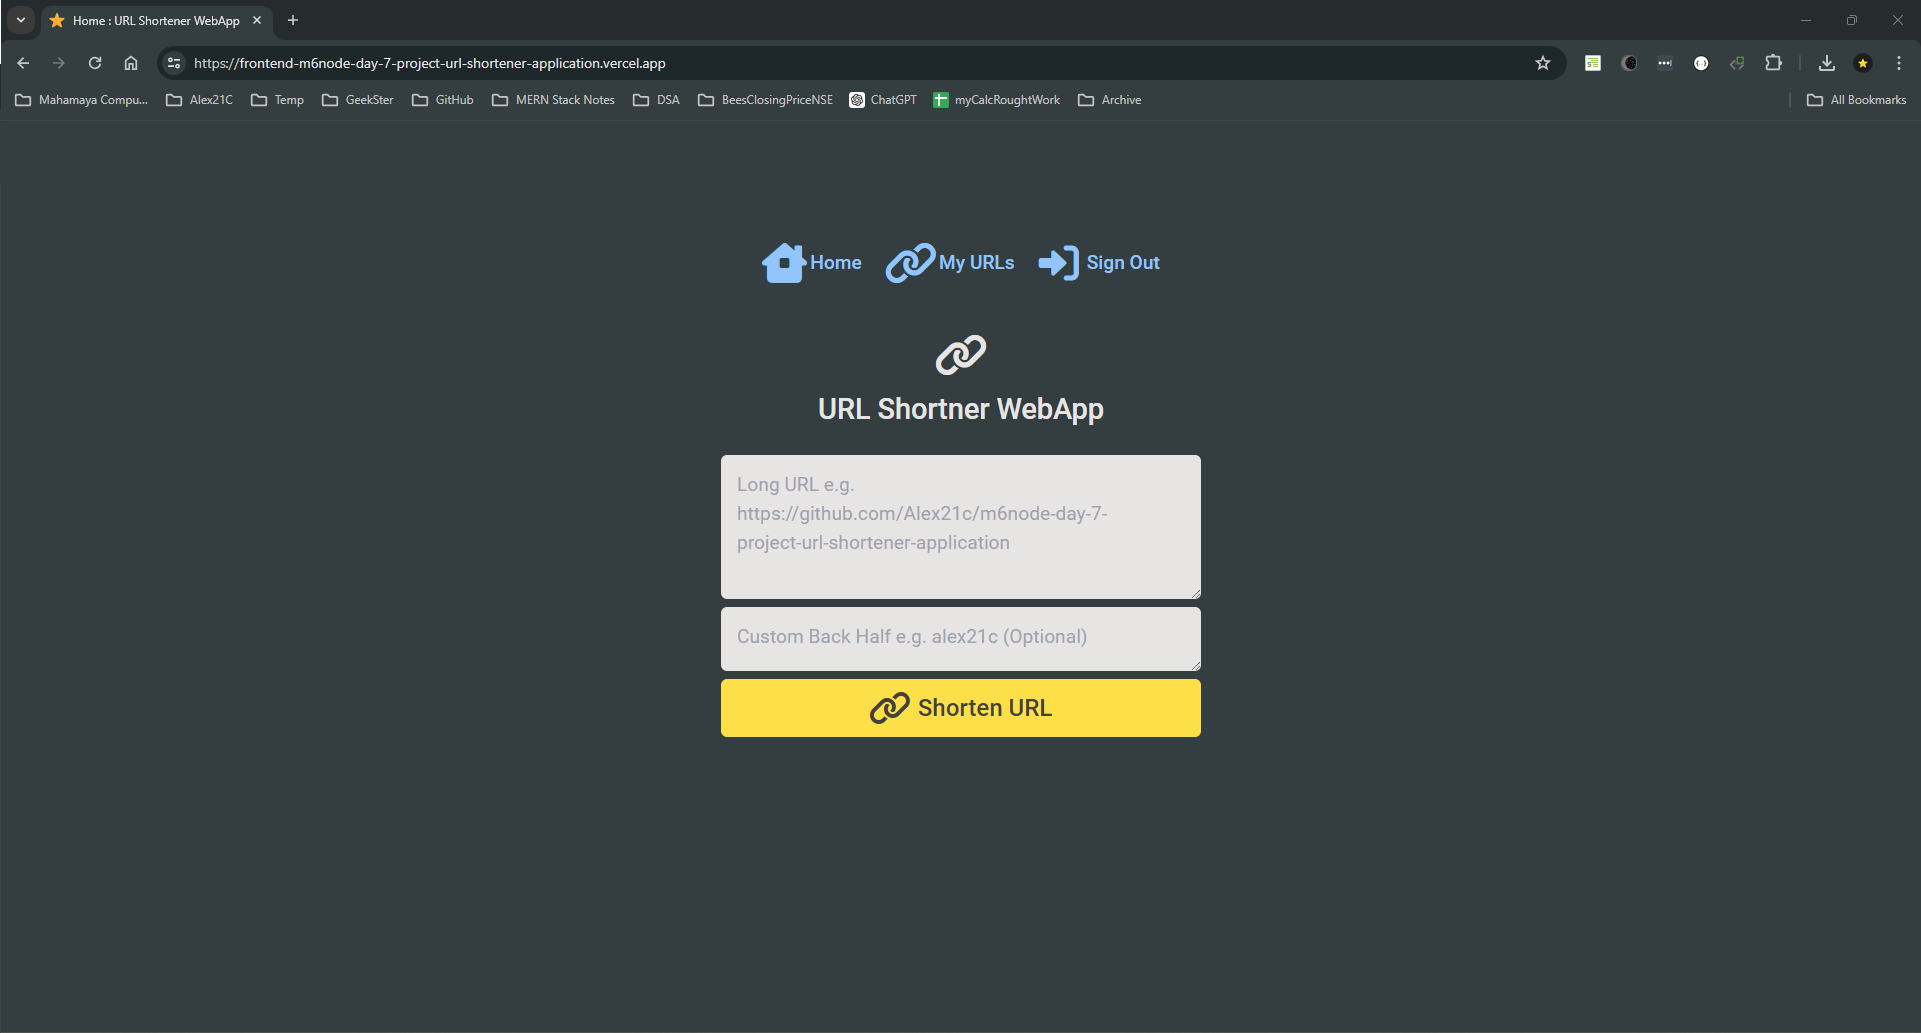 Home : URL Shortener WebApp
https://frontend-m6node-day-7-project-url-shortener-application.vercel.app
Mahamaya Compu... Alex21C Temp GeekSter GitHub MERN Stack Notes DSA BeesClosingPriceNSE ChatGPT myCalcRoughtWork Archive All Bookmarks
Home My URLs Sign Out
URL Shortner WebApp
Long URL e.g.
https://github.com/Alex21c/m6node-day-7-
project-url-shortener-application
Custom Back Half e.g. alex21c (Optional)
Shorten URL